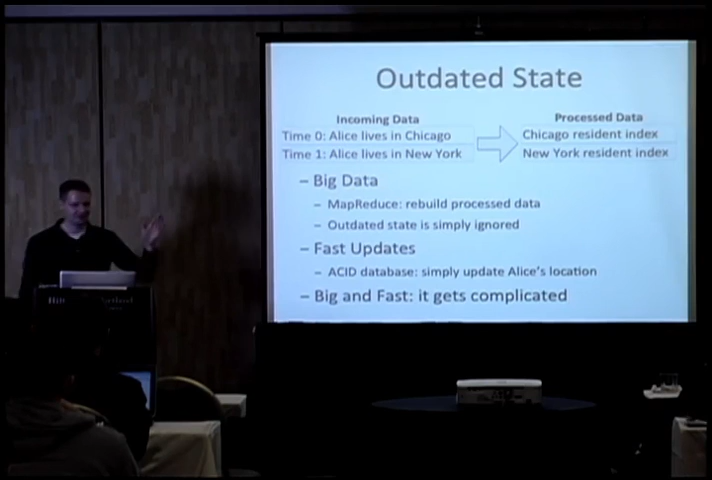 Outdated State
Incoming Data
Time 0: Alice lives in Chicago
Time 1: Alice lives in New York
Processed Data
Chicago resident index
New York resident index
– Big Data
– MapReduce: rebuild processed data
– Outdated state is simply ignored
– Fast Updates
– ACID database: simply update Alice's location
– Big and Fast: it gets complicated